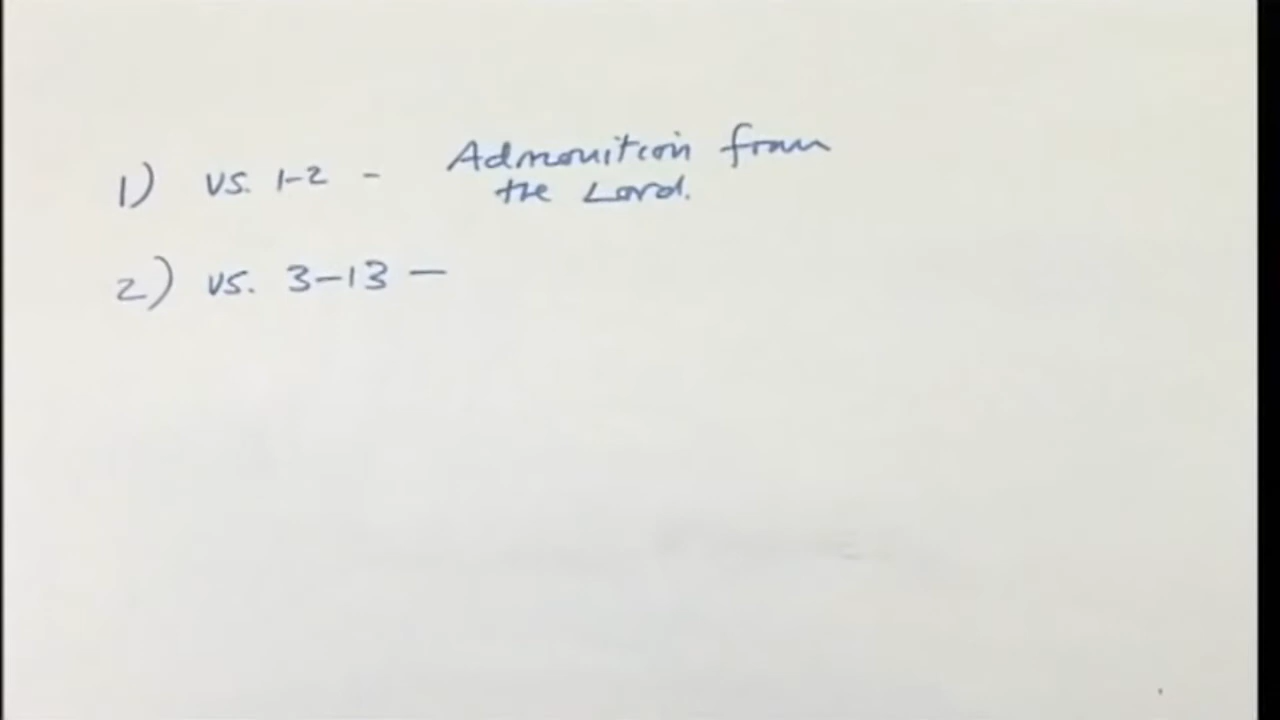 1) vs. 1-2 - Admonition from
the Lord.
2) vs. 3-13 —